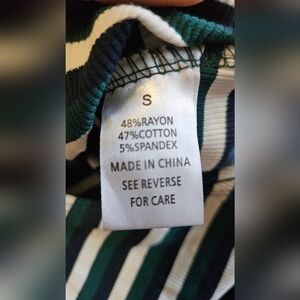 S
48%RAYON
47%COTTON
5%SPANDEX
MADE IN CHINA
SEE REVERSE
FOR CARE